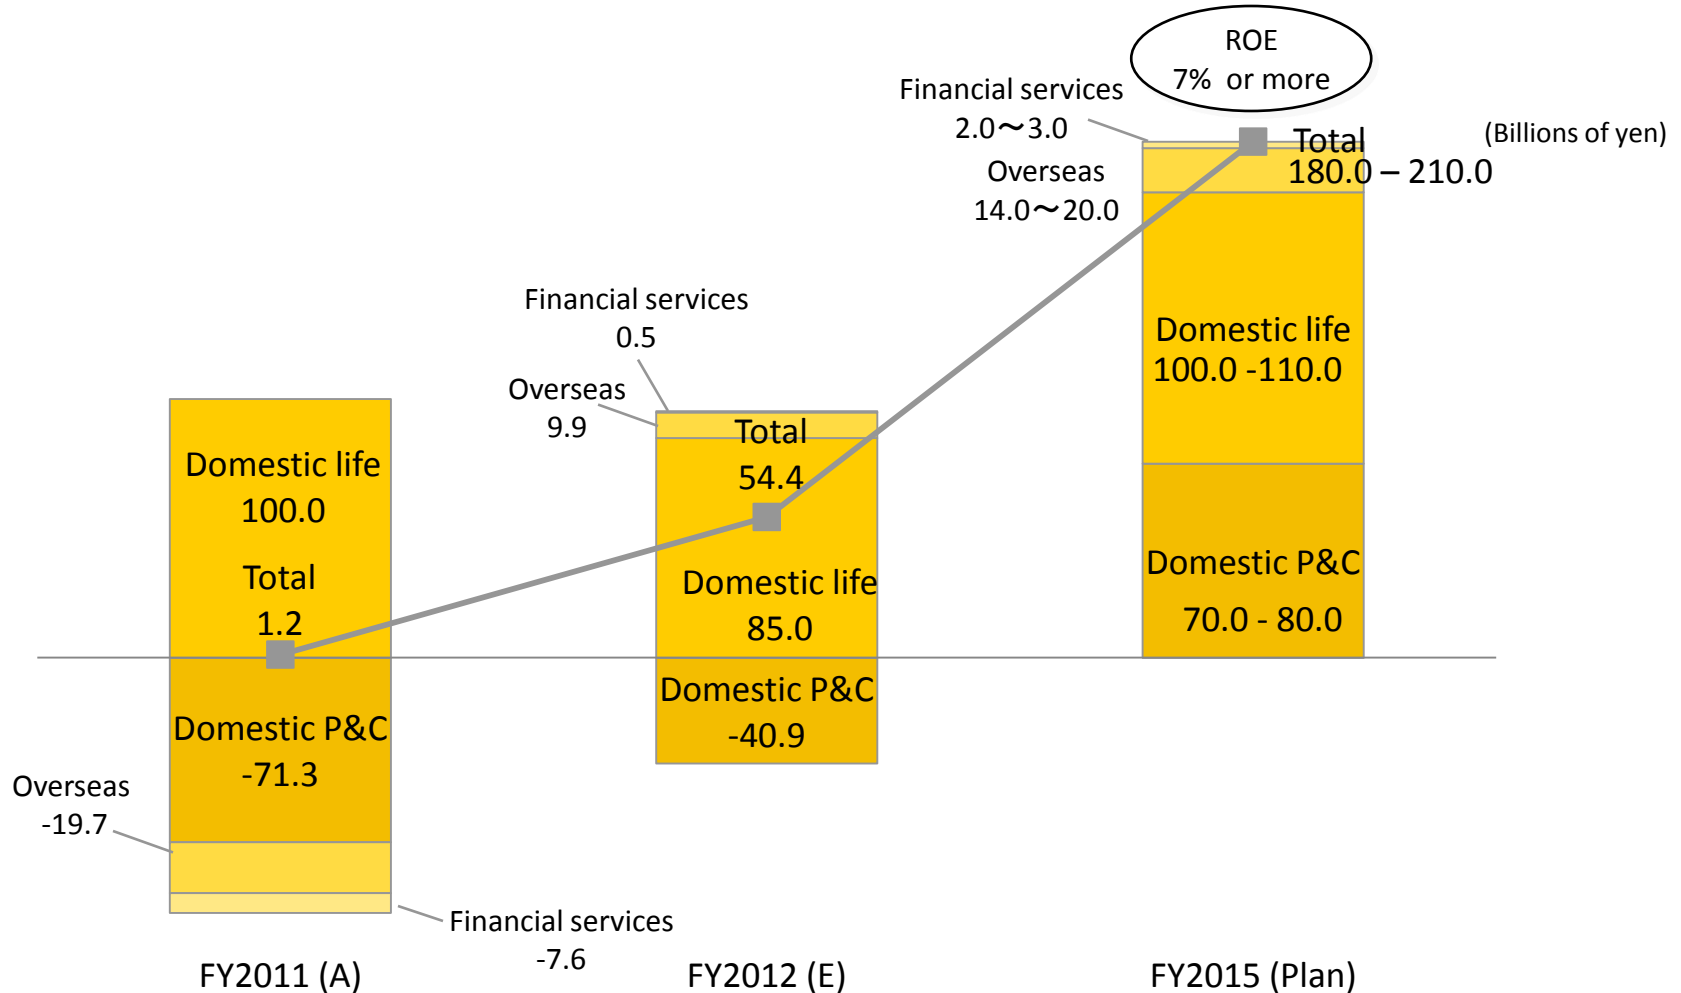 ROE
7% or more
(Billions of yen)
Financial services
2.0～3.0
Total
180.0 – 210.0
Overseas
14.0～20.0
Domestic life
100.0 -110.0
Domestic P&C
70.0 - 80.0
Financial services
0.5
Overseas
9.9
Total
54.4
Domestic life
85.0
Domestic P&C
-40.9
Domestic life
100.0
Total
1.2
Domestic P&C
-71.3
Overseas
-19.7
Financial services
-7.6
FY2011 (A)
FY2012 (E)
FY2015 (Plan)